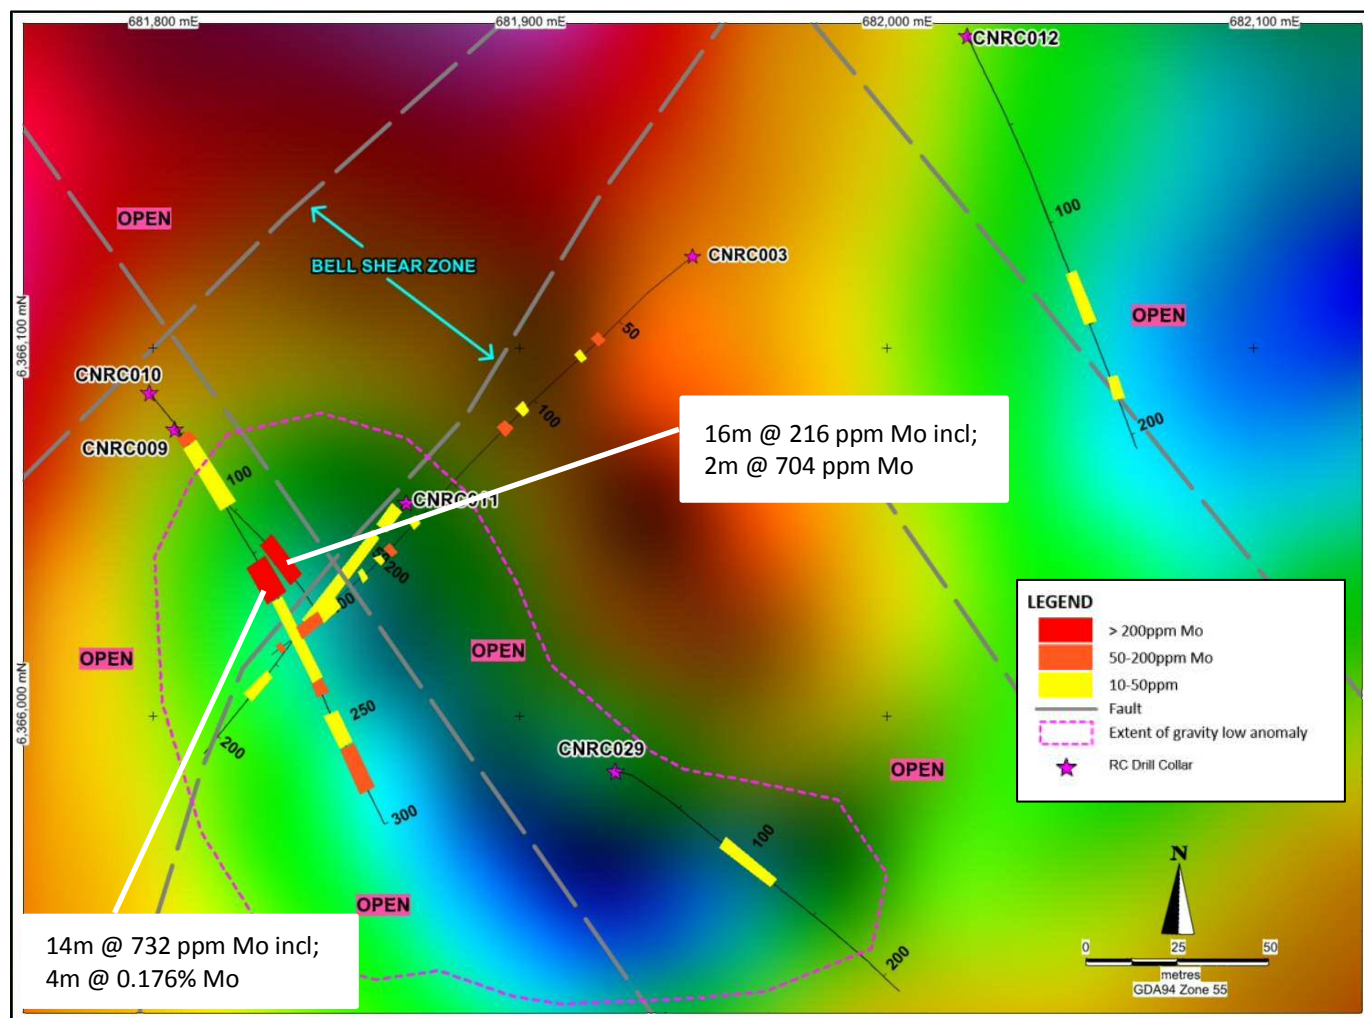 681,800 mE
681,900 mE
682,000 mE
682,100 mE
CNRC012
OPEN
100
BELL SHEAR ZONE
CNRC003
OPEN
50
6,366,100 mN
CNRC010
100
200
16m @ 216 ppm Mo incl;
2m @ 704 ppm Mo
CNRC009
100
CNRC011
200
LEGEND
> 200ppm Mo
50-200ppm Mo
10-50ppm
Fault
Extent of gravity low anomaly
RC Drill Collar
OPEN
OPEN
6,366,000 mN
250
200
CNRC029
OPEN
300
100
N
OPEN
14m @ 732 ppm Mo incl;
4m @ 0.176% Mo
200
0 25 50
metres
GDA94 Zone 55